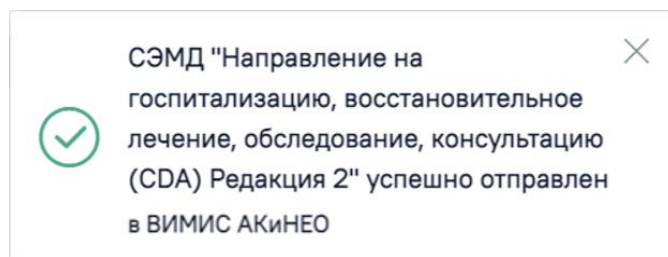 СЭМД "Направление на
госпитализацию, восстановительное
лечение, обследование, консультацию
(CDA) Редакция 2" успешно отправлен
в ВИМИС АКиНЕО